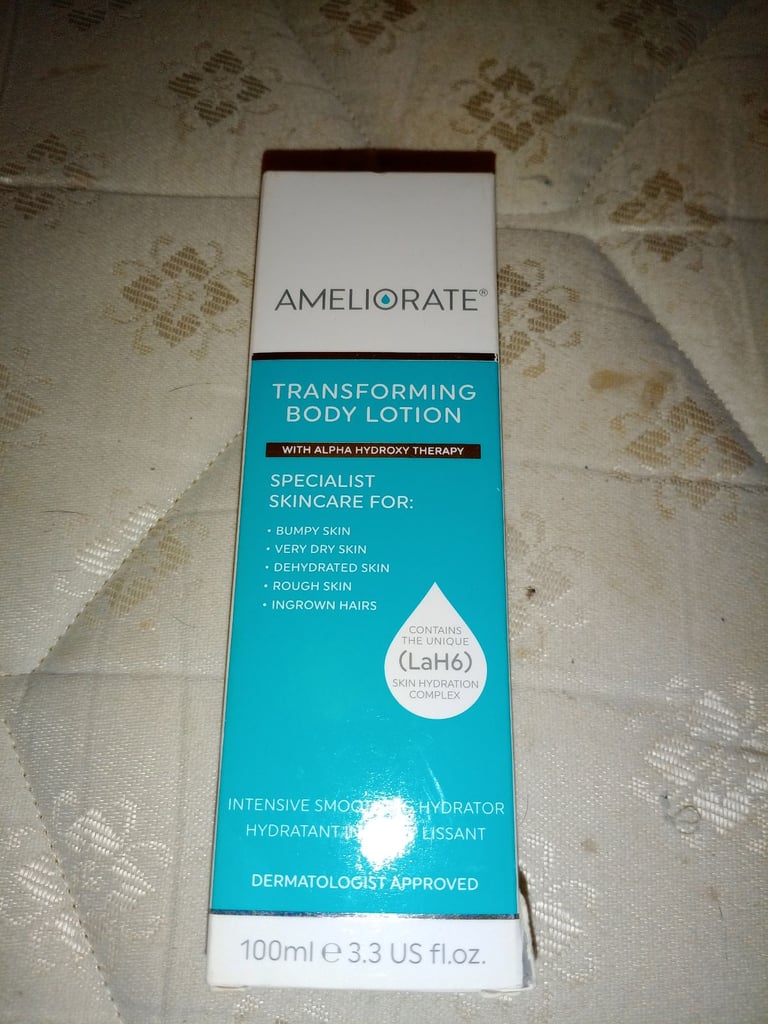 AMELIORATE®
TRANSFORMING
BODY LOTION
WITH ALPHA HYDROXY THERAPY
SPECIALIST
SKINCARE FOR:
• BUMPY SKIN
• VERY DRY SKIN
• DEHYDRATED SKIN
• ROUGH SKIN
• INGROWN HAIRS
CONTAINS
THE UNIQUE
(LaH6)
SKIN HYDRATION
COMPLEX
INTENSIVE SMOOTHING HYDRATOR
HYDRATANT LISSANT
DERMATOLOGIST APPROVED
100ml ℮ 3.3 US fl.oz.